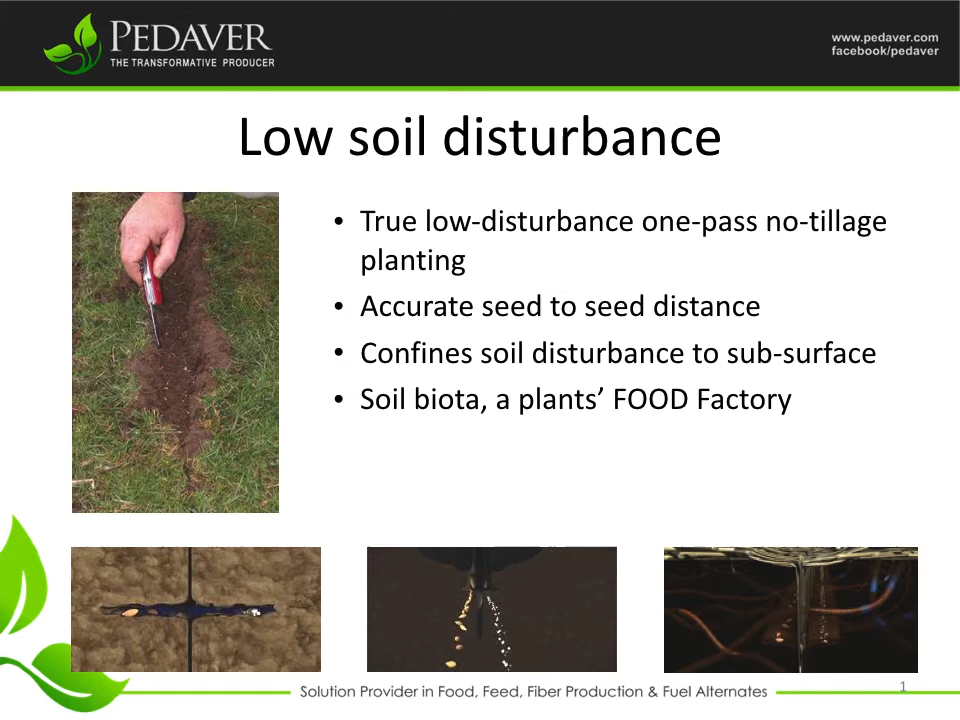 PEDAVER
THE TRANSFORMATIVE PRODUCER
www.pedaver.com
facebook/pedaver
Low soil disturbance
• True low-disturbance one-pass no-tillage
planting
• Accurate seed to seed distance
• Confines soil disturbance to sub-surface
• Soil biota, a plants’ FOOD Factory
Solution Provider in Food, Feed, Fiber Production & Fuel Alternates
1